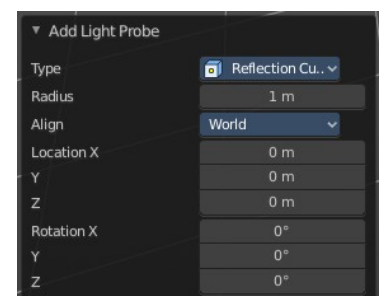 Add Light Probe
Type Reflection Cu..
Radius 1 m
Align World
Location X 0 m
Y 0 m
Z 0 m
Rotation X 0°
Y 0°
Z 0°